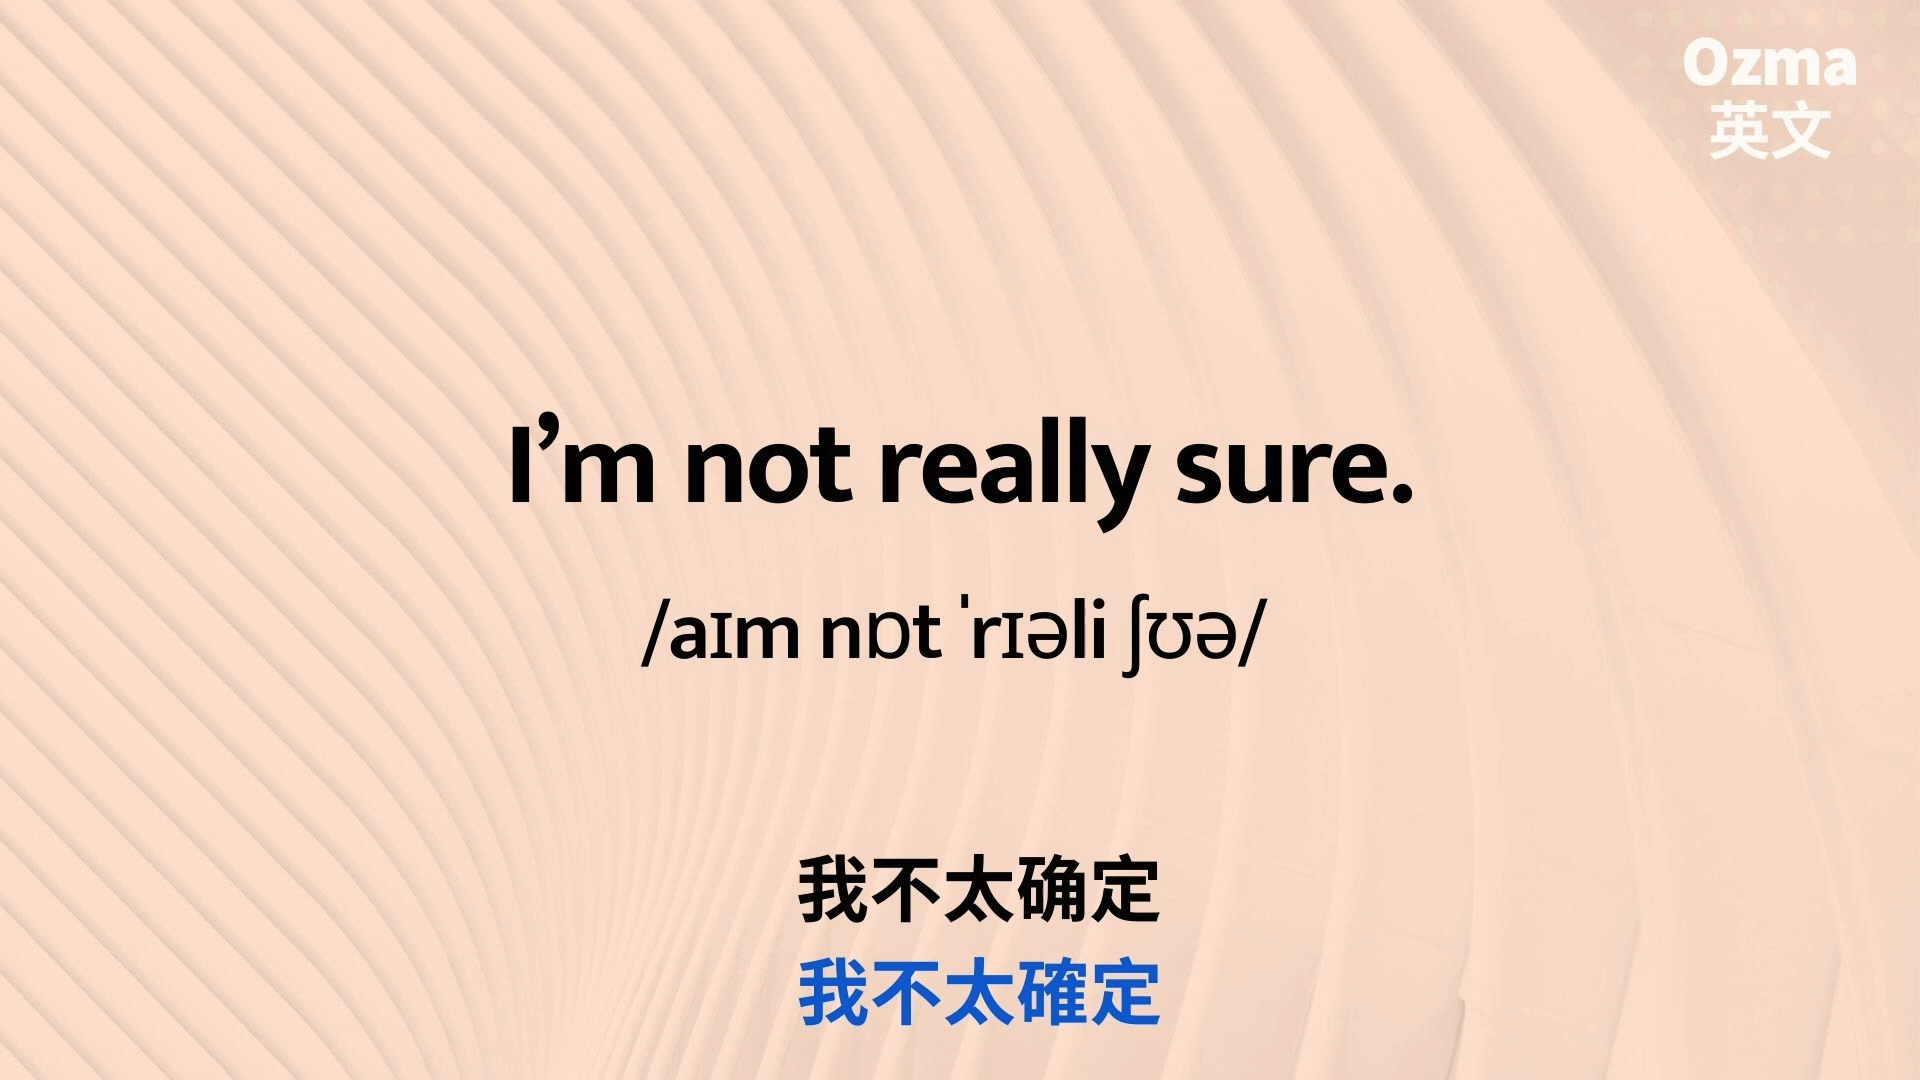 Ozma
英文
I’m not really sure.
/aɪm nɒt ˈrɪəli ʃʊə/
我不太确定
我不太確定